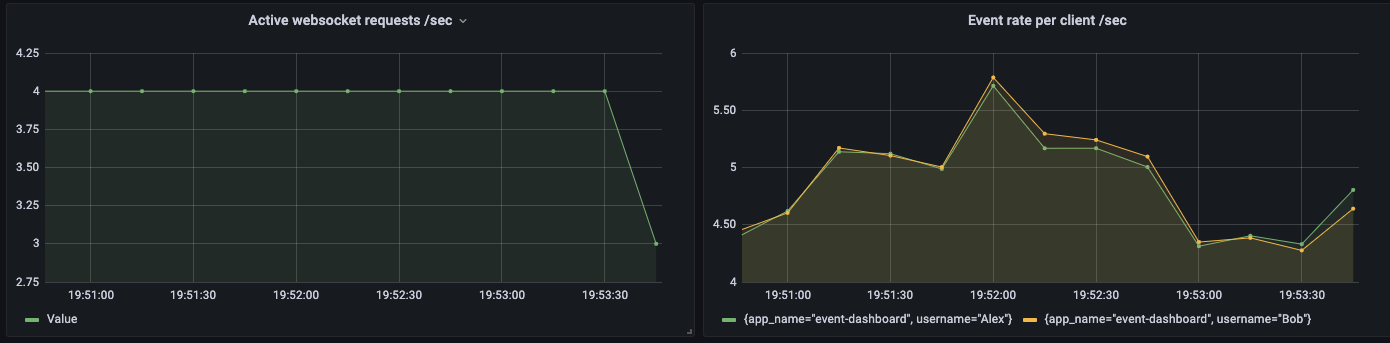 Active websocket requests /sec
4.25
4
3.75
3.50
3.25
3
2.75
19:51:00 19:51:30 19:52:00 19:52:30 19:53:00 19:53:30
Value
Event rate per client /sec
6
5.50
5
4.50
4
19:51:00 19:51:30 19:52:00 19:52:30 19:53:00 19:53:30
{app_name="event-dashboard", username="Alex"} {app_name="event-dashboard", username="Bob"}